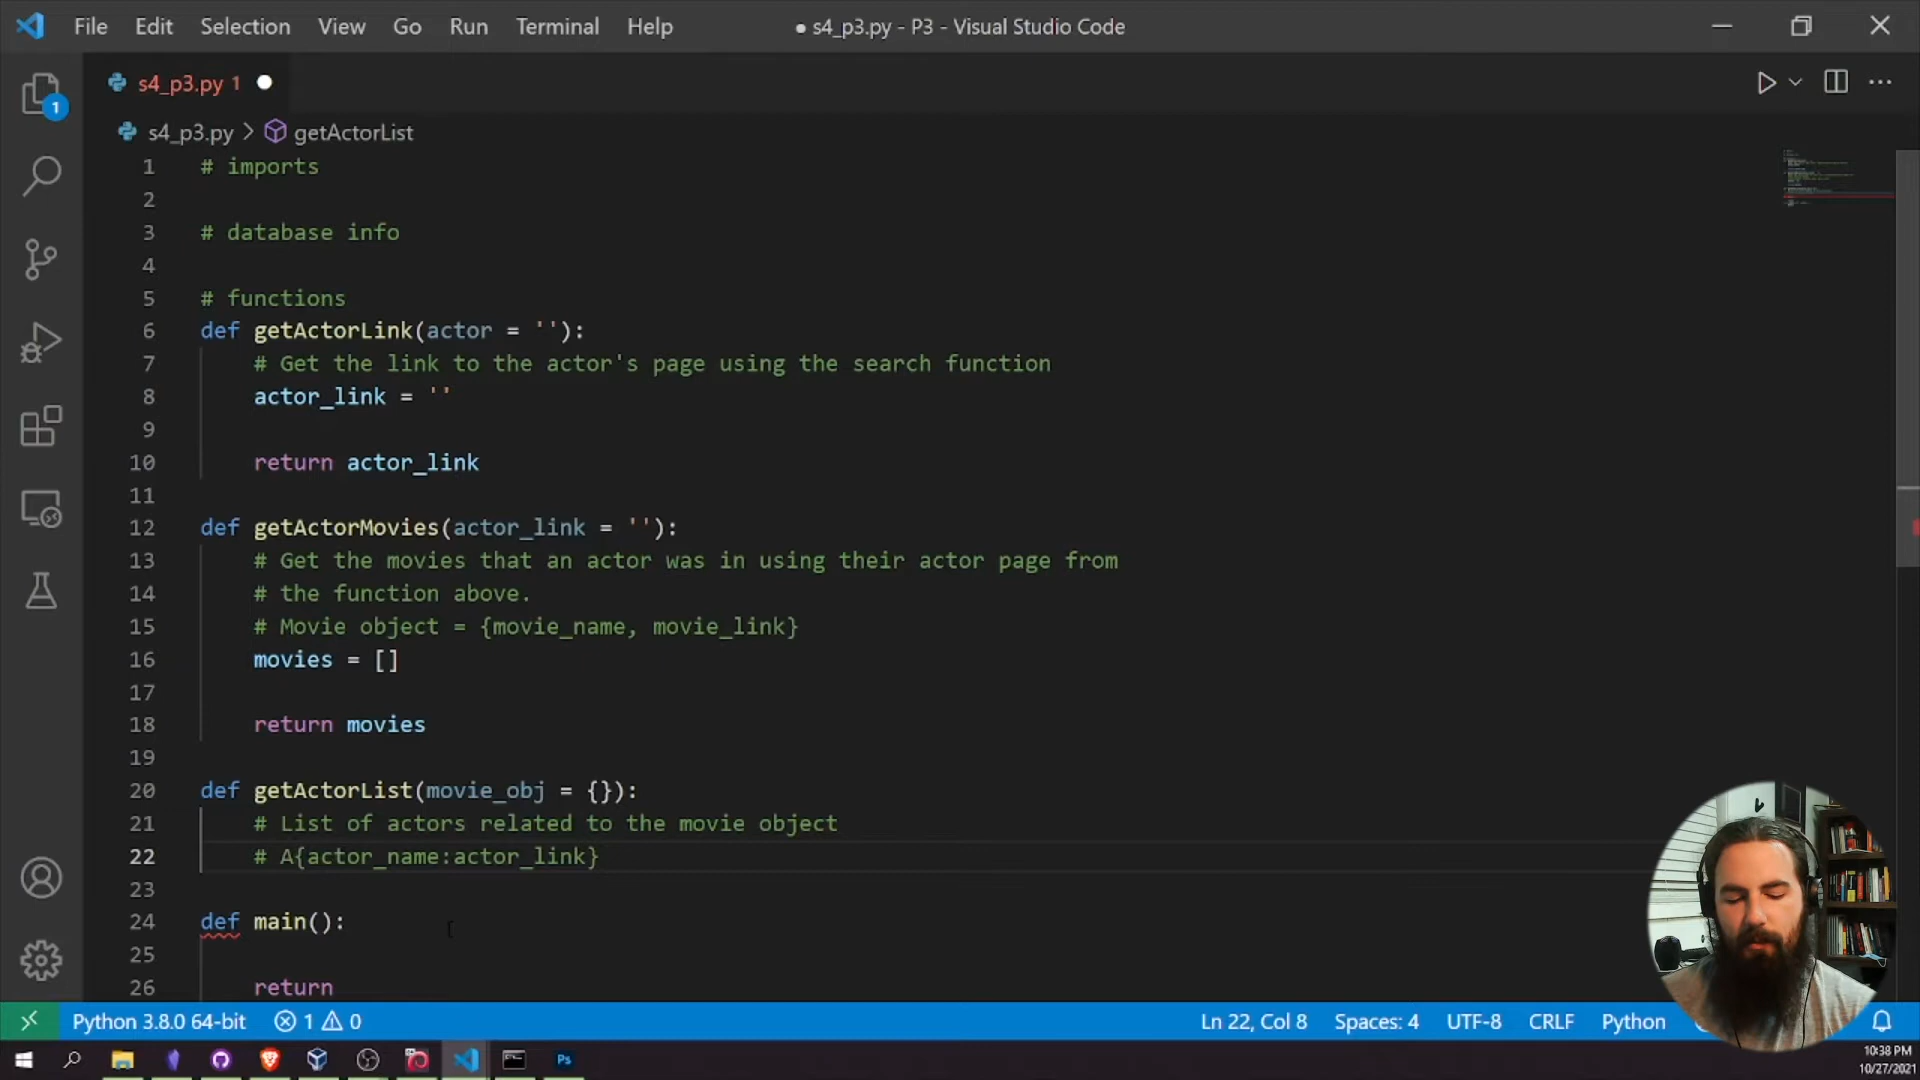 File Edit Selection View Go Run Terminal Help ● s4_p3.py - P3 - Visual Studio Code
s4_p3.py 1
1
s4_p3.py > getActorList
1 # imports
2
3 # database info
4
5 # functions
6 def getActorLink(actor = ''):
7 # Get the link to the actor's page using the search function
8 actor_link = ''
9
10 return actor_link
11
12 def getActorMovies(actor_link = ''):
13 # Get the movies that an actor was in using their actor page from
14 # the function above.
15 # Movie object = {movie_name, movie_link}
16 movies = []
17
18 return movies
19
20 def getActorList(movie_obj = {}):
21 # List of actors related to the movie object
22 # A{actor_name:actor_link}
23
24 def main():
25
26 return
Python 3.8.0 64-bit 1 0 Ln 22, Col 8 Spaces: 4 UTF-8 CRLF Python
Ps
10:38 PM
10/27/2021